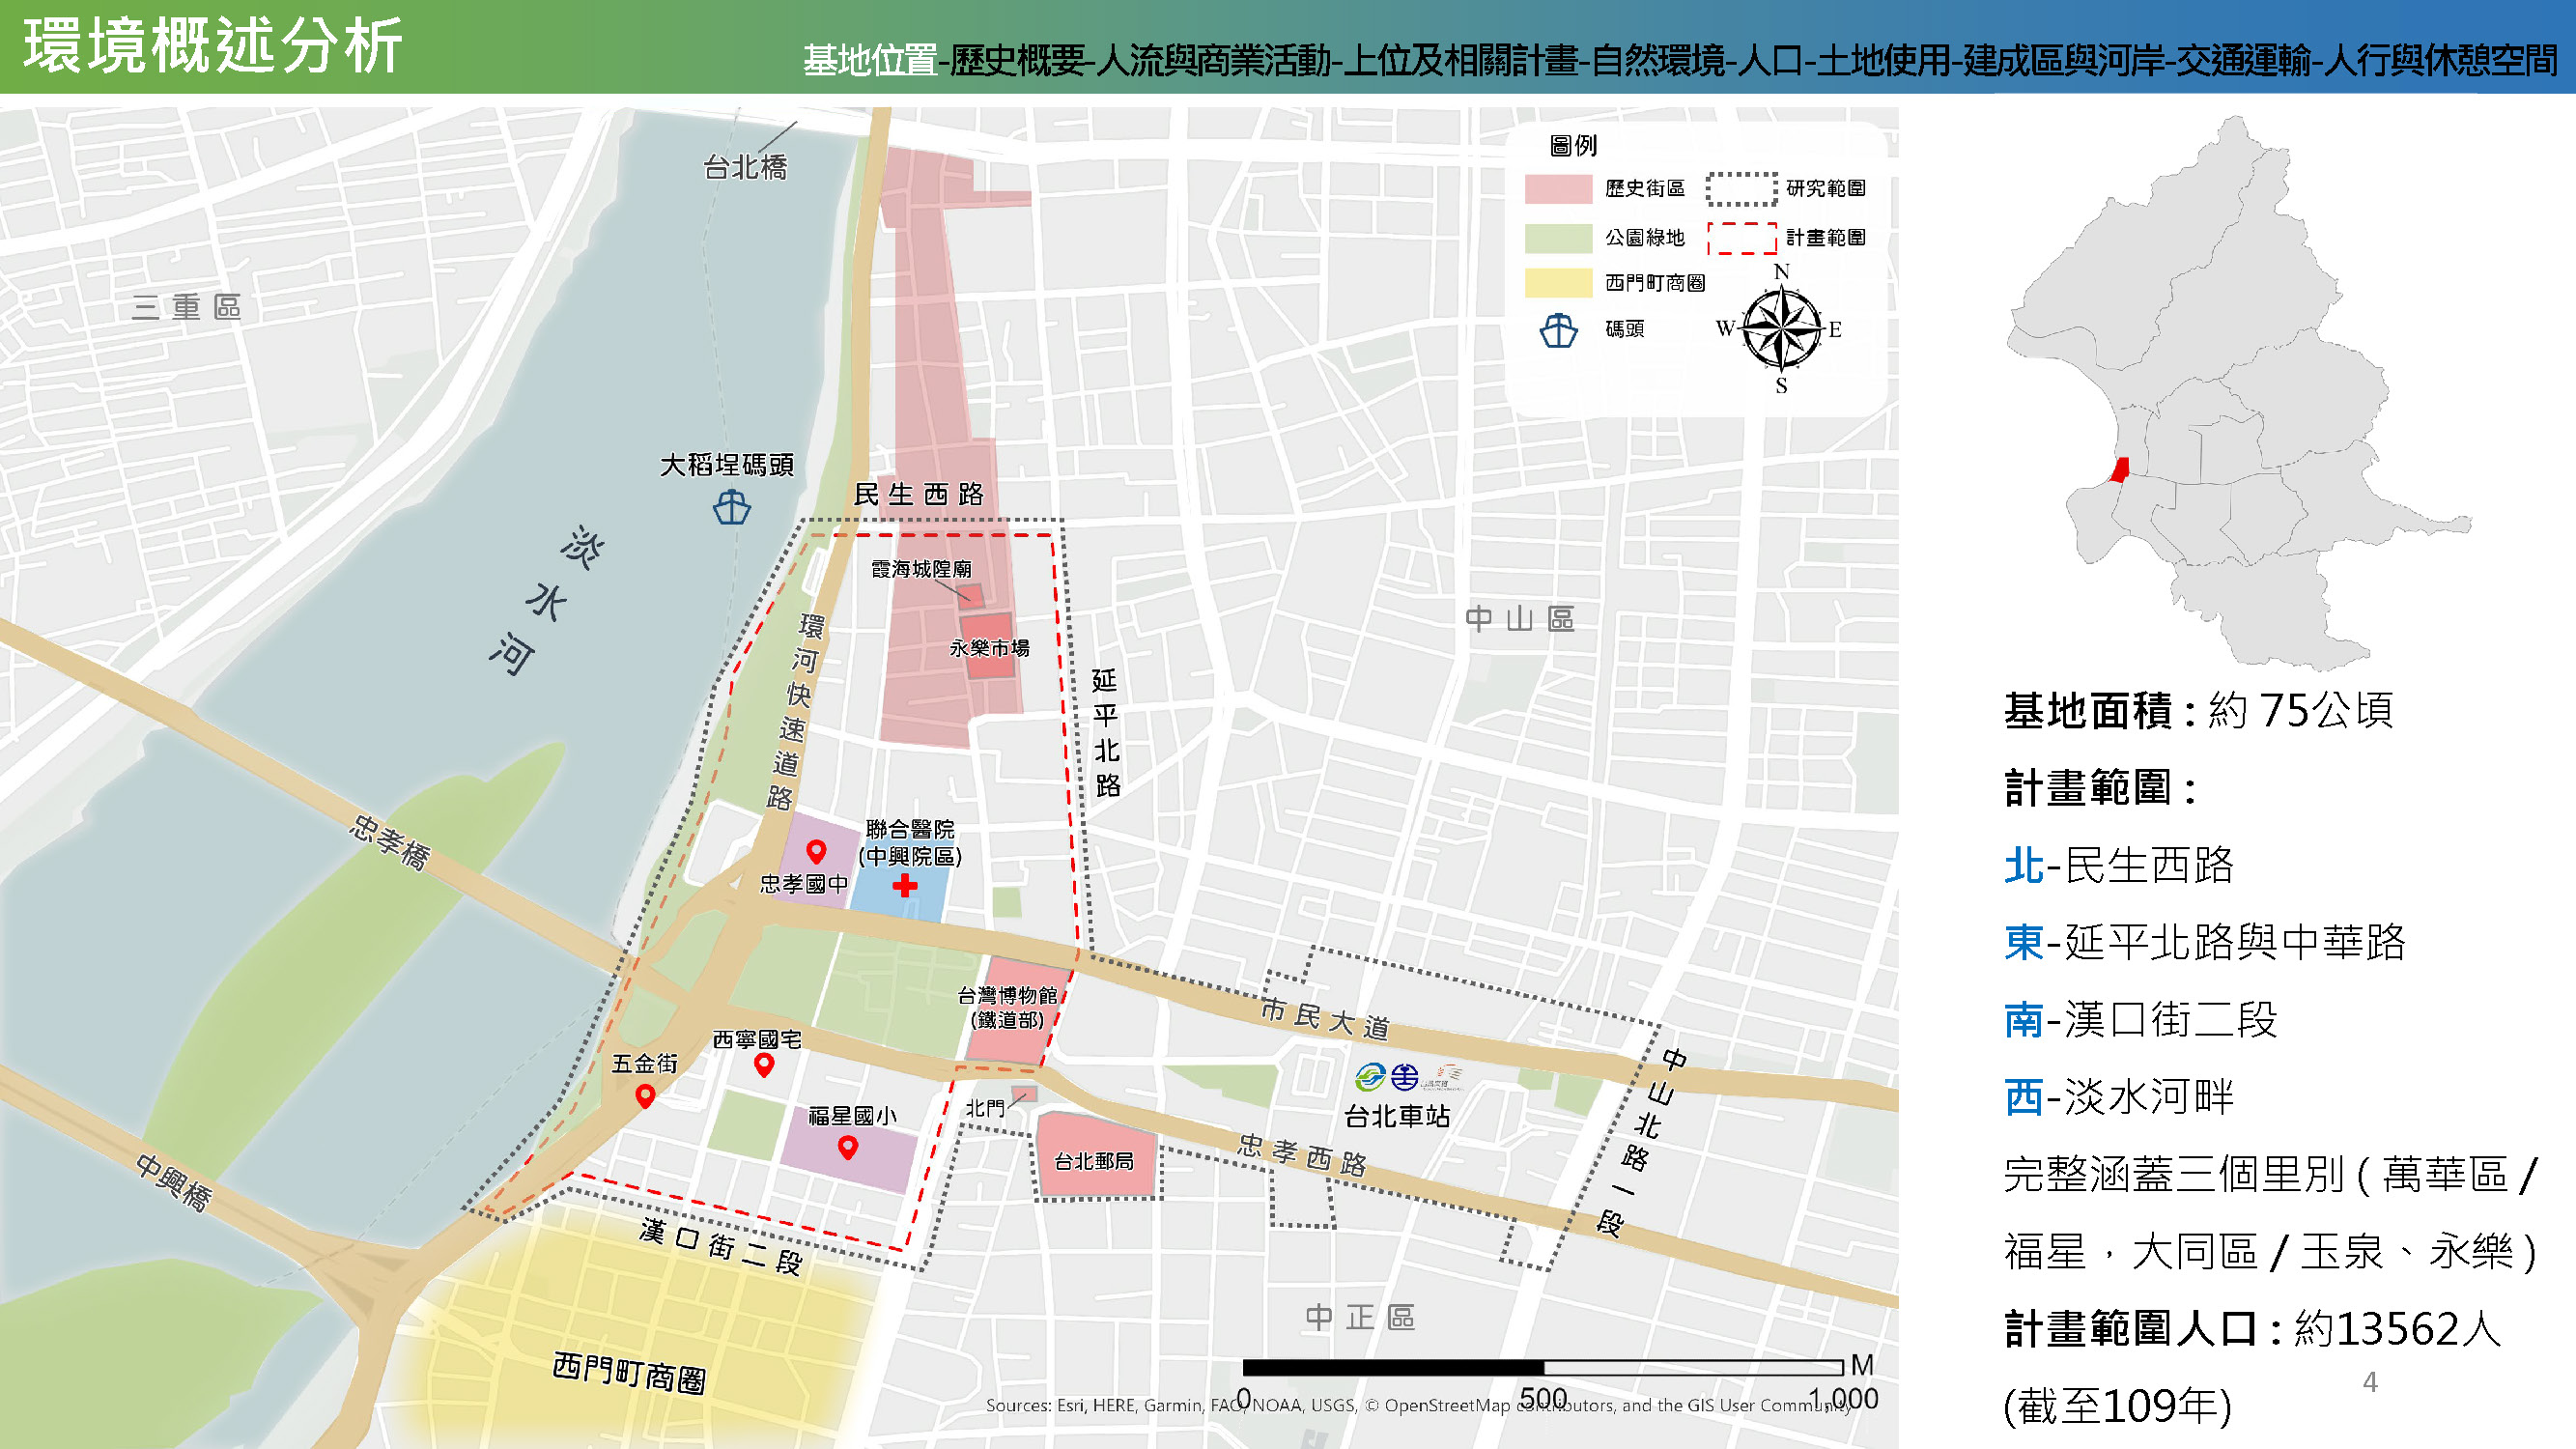 環境概述分析
基地位置-歷史概要-人流與商業活動-上位及相關計畫-自然環境-人口-土地使用-建成區與河岸-交通運輸-人行與休憩空間
台北橋
圖例
歷史街區
研究範圍
公園綠地
計畫範圍
西門町商圈
碼頭
N
W
E
S
三重區
大稻埕碼頭
民生西路
淡水河
霞海城隍廟
永樂市場
環河快速道路
延平北路
中山區
忠孝橋
聯合醫院
(中興院區)
忠孝國中
台灣博物館
(鐵道部)
市民大道
西寧國宅
五金街
福星國小
北門
台北車站
中山北路一段
台北郵局
忠孝西路
中興橋
漢口街二段
中正區
西門町商圈
M
0
500
1,000
Sources: Esri, HERE, Garmin, FAO, NOAA, USGS, © OpenStreetMap contributors, and the GIS User Community
基地面積 : 約 75公頃
計畫範圍 :
北-民生西路
東-延平北路與中華路
南-漢口街二段
西-淡水河畔
完整涵蓋三個里別 ( 萬華區 /
福星，大同區 / 玉泉、永樂 )
計畫範圍人口 : 約13562人
(截至109年)
4